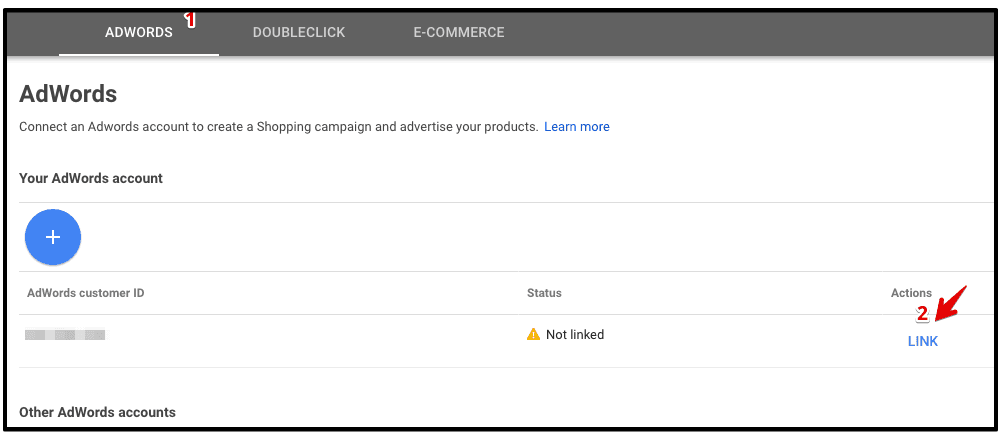 ADWORDS 1 DOUBLECLICK E-COMMERCE
AdWords
Connect an Adwords account to create a Shopping campaign and advertise your products. Learn more
Your AdWords account
+
AdWords customer ID Status Actions
2
Not linked LINK
Other AdWords accounts